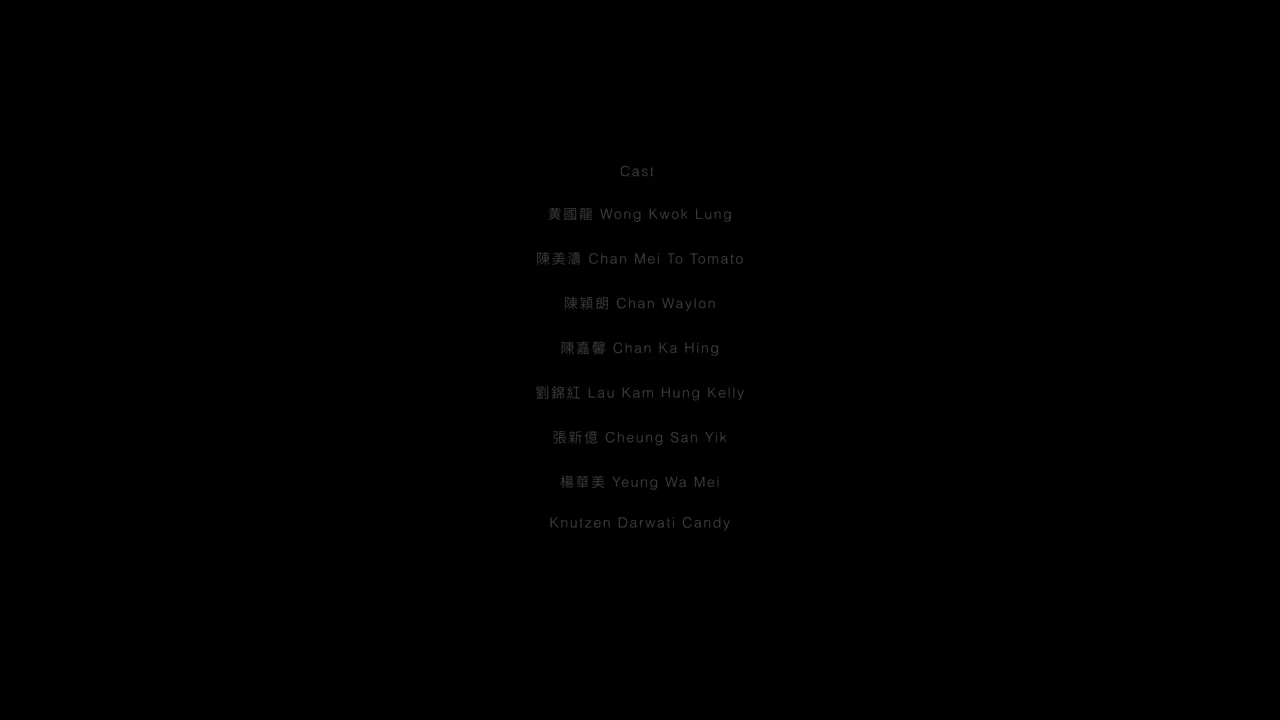 Cast
黃國龍 Wong Kwok Lung
陳美濤 Chan Mei To Tomato
陳穎朗 Chan Waylon
陳嘉馨 Chan Ka Hing
劉錦紅 Lau Kam Hung Kelly
張新億 Cheung San Yik
楊華美 Yeung Wa Mei
Knutzen Darwati Candy